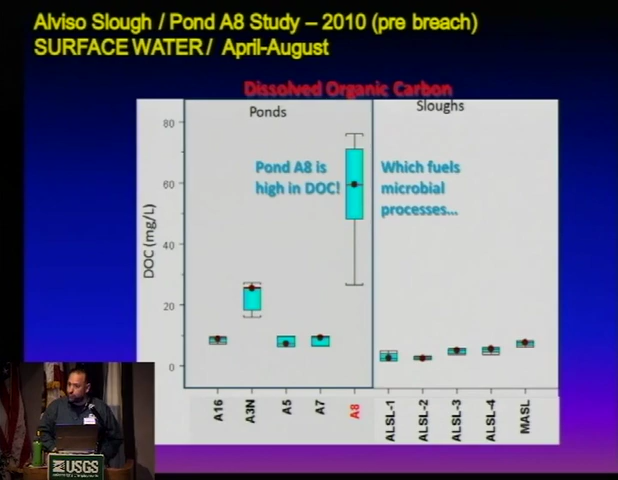 Alviso Slough / Pond A8 Study – 2010 (pre breach)
SURFACE WATER / April-August
Dissolved Organic Carbon
Ponds
Sloughs
Pond A8 is
high in DOC!
Which fuels
microbial
processes...
DOC (mg/L)
80
60
40
20
0
A16
A3N
A5
A7
A8
ALSL-1
ALSL-2
ALSL-3
ALSL-4
MASL
USGS